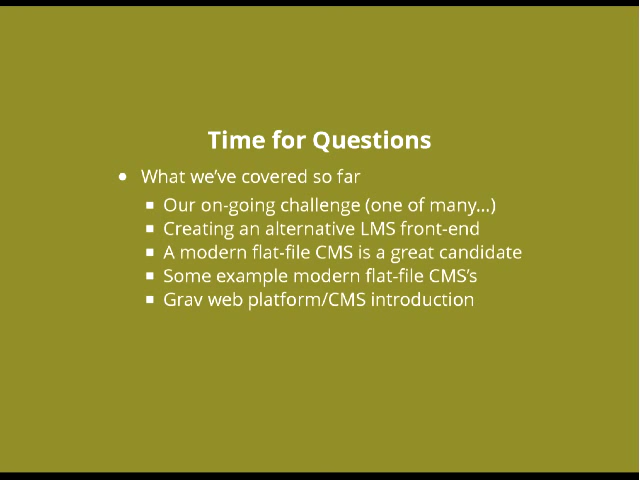 Time for Questions
What we've covered so far
Our on-going challenge (one of many...)
Creating an alternative LMS front-end
A modern flat-file CMS is a great candidate
Some example modern flat-file CMS's
Grav web platform/CMS introduction